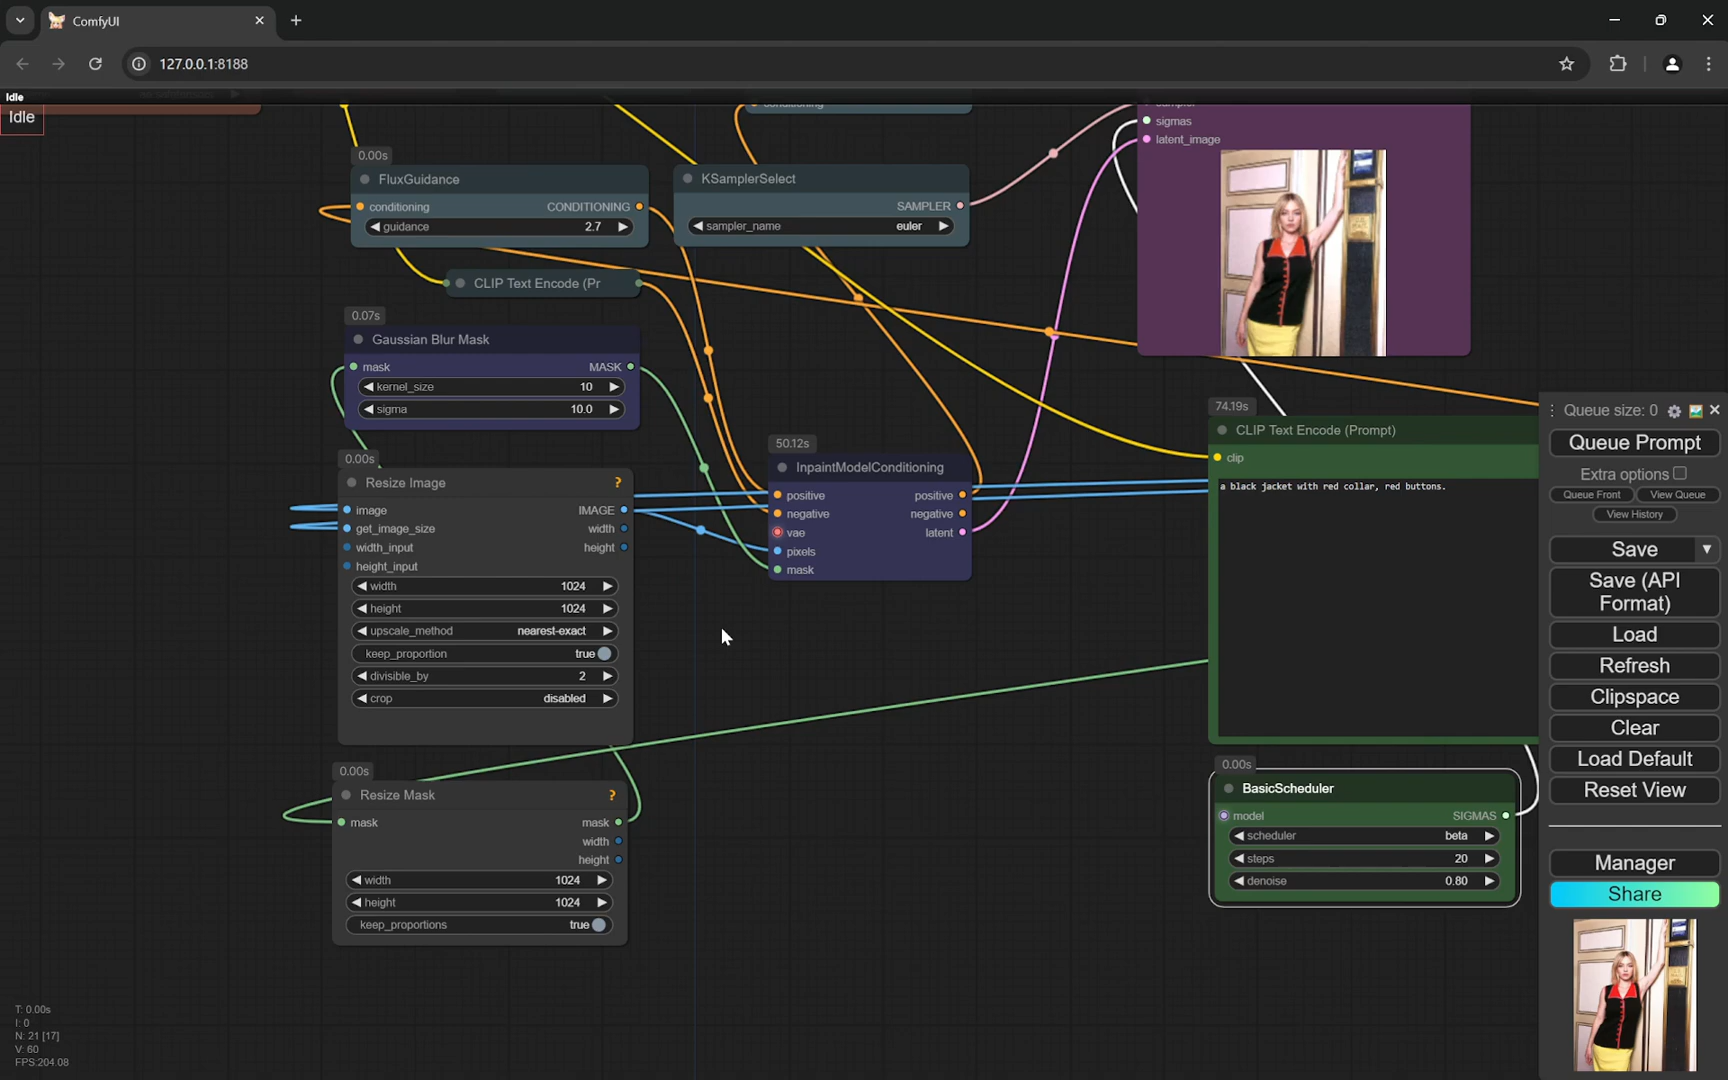 ComfyUI
127.0.0.1:8188
Idle
Idle
sigmas
latent_image
0.00s
FluxGuidance
conditioning CONDITIONING
guidance 2.7
KSamplerSelect
SAMPLER
sampler_name euler
CLIP Text Encode (Pr
0.07s
Gaussian Blur Mask
mask MASK
kernel_size 10
sigma 10.0
0.00s
Resize Image ?
image IMAGE
get_image_size width
width_input height
height_input
width 1024
height 1024
upscale_method nearest-exact
keep_proportion true
divisible_by 2
crop disabled
0.00s
Resize Mask ?
mask mask
width
height
width 1024
height 1024
keep_proportions true
50.12s
InpaintModelConditioning
positive positive
negative negative
vae latent
pixels
mask
74.19s
CLIP Text Encode (Prompt)
clip
a black jacket with red collar, red buttons.
0.00s
BasicScheduler
model SIGMAS
scheduler beta
steps 20
denoise 0.80
Queue size: 0
Queue Prompt
Extra options
Queue Front View Queue
View History
Save
Save (API
Format)
Load
Refresh
Clipspace
Clear
Load Default
Reset View
Manager
Share
T: 0.00s
I: 0
N: 21 [17]
V: 60
FPS:204.08